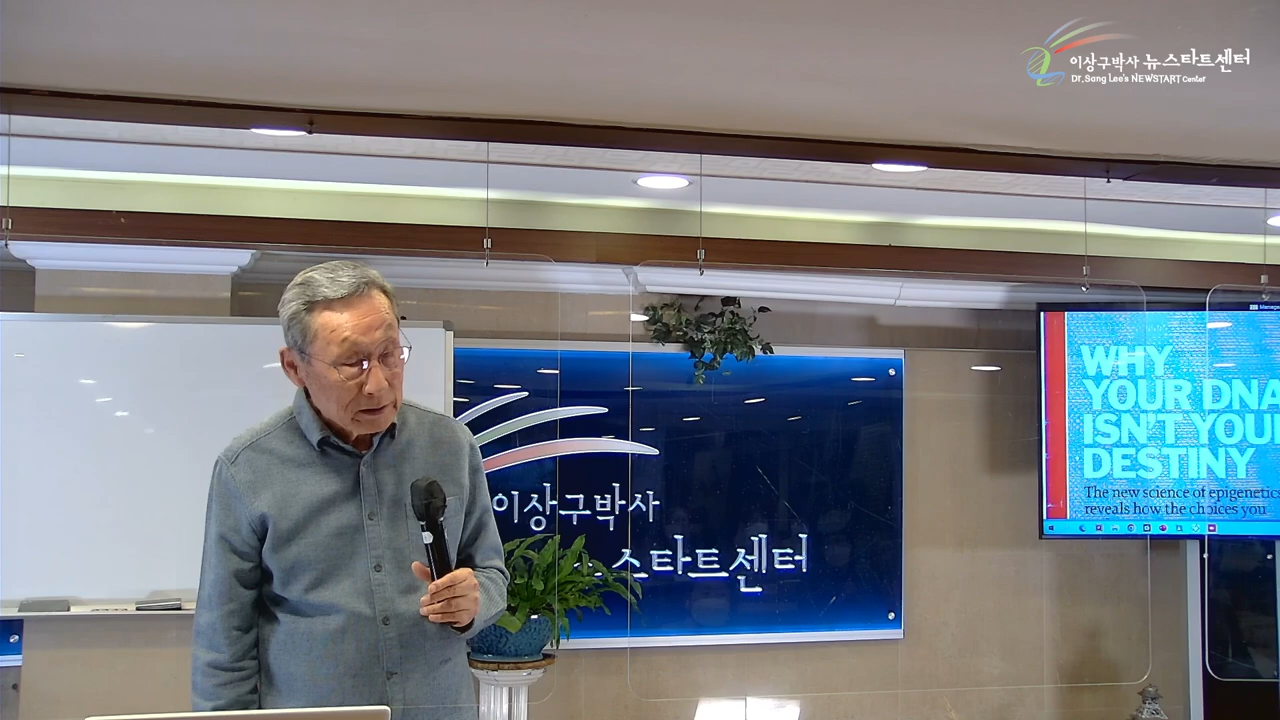 이상구박사 뉴스타트센터
Dr. Sang Lee's NEWSTART Center
이상구박사
스타트센터
WHY
YOUR DNA
ISN'T YOU
DESTINY
The new science of epigenetics
reveals how the choices you